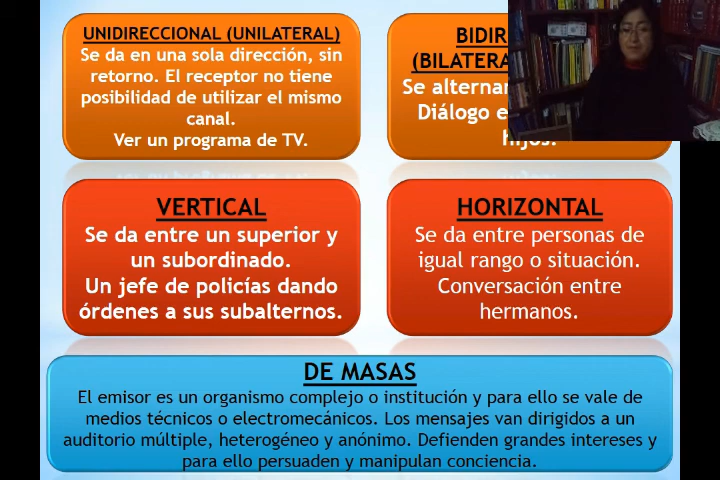 UNIDIRECCIONAL (UNILATERAL)
Se da en una sola dirección, sin
retorno. El receptor no tiene
posibilidad de utilizar el mismo
canal.
Ver un programa de TV.
Se
Diálogo
hijos.
VERTICAL
Se da entre un superior y
un subordinado.
Un jefe de policías dando
órdenes a sus subalternos.
HORIZONTAL
Se da entre personas de
igual rango o situación.
Conversación entre
hermanos.
DE MASAS
El emisor es un organismo complejo o institución y para ello se vale de
medios técnicos o electromecánicos. Los mensajes van dirigidos a un
auditorio múltiple, heterogéneo y anónimo. Defienden grandes intereses y
para ello persuaden y manipulan conciencia.